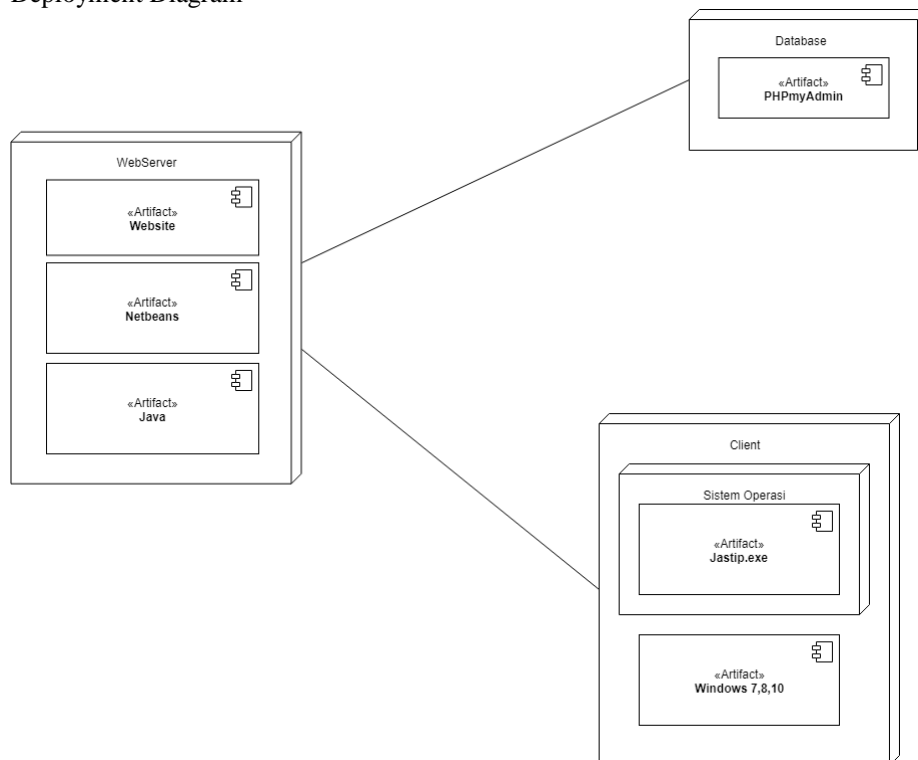 Deployment Diagram
Database
«Artifact»
PHPmyAdmin
WebServer
«Artifact»
Website
«Artifact»
Netbeans
«Artifact»
Java
Client
Sistem Operasi
«Artifact»
Jastip.exe
«Artifact»
Windows 7,8,10